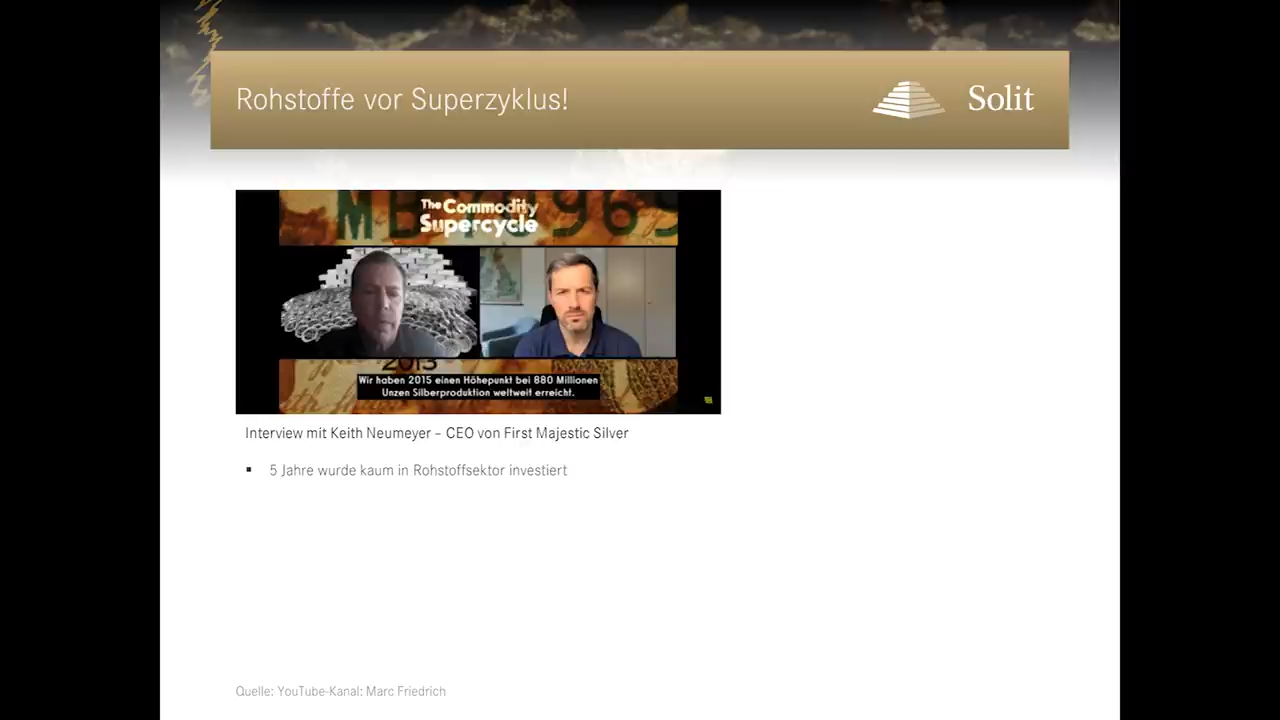 Rohstoffe vor Superzyklus!
Solit
The Commodity
Supercycle
2013
Wir haben 2015 einen Höhepunkt bei 880 Millionen
Unzen Silberproduktion weltweit erreicht.
Interview mit Keith Neumeyer – CEO von First Majestic Silver
▪ 5 Jahre wurde kaum in Rohstoffsektor investiert
Quelle: YouTube-Kanal: Marc Friedrich